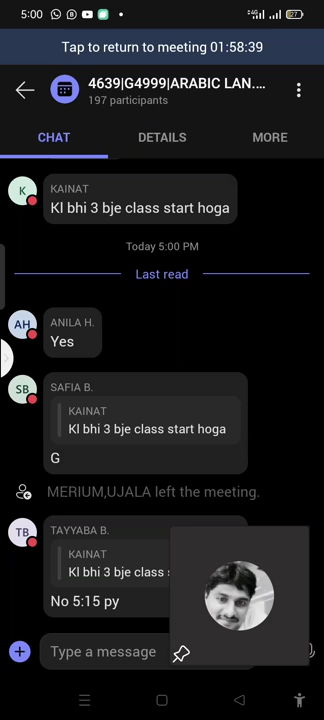 5:00
Tap to return to meeting 01:58:39
4639|G4999|ARABIC LAN....
197 participants
CHAT
DETAILS
MORE
K
KAINAT
Kl bhi 3 bje class start hoga
Today 5:00 PM
Last read
AH
ANILA H.
Yes
SB
SAFIA B.
KAINAT
Kl bhi 3 bje class start hoga
G
MERIUM,UJALA left the meeting.
TB
TAYYABA B.
KAINAT
Kl bhi 3 bje class
No 5:15 py
Type a message